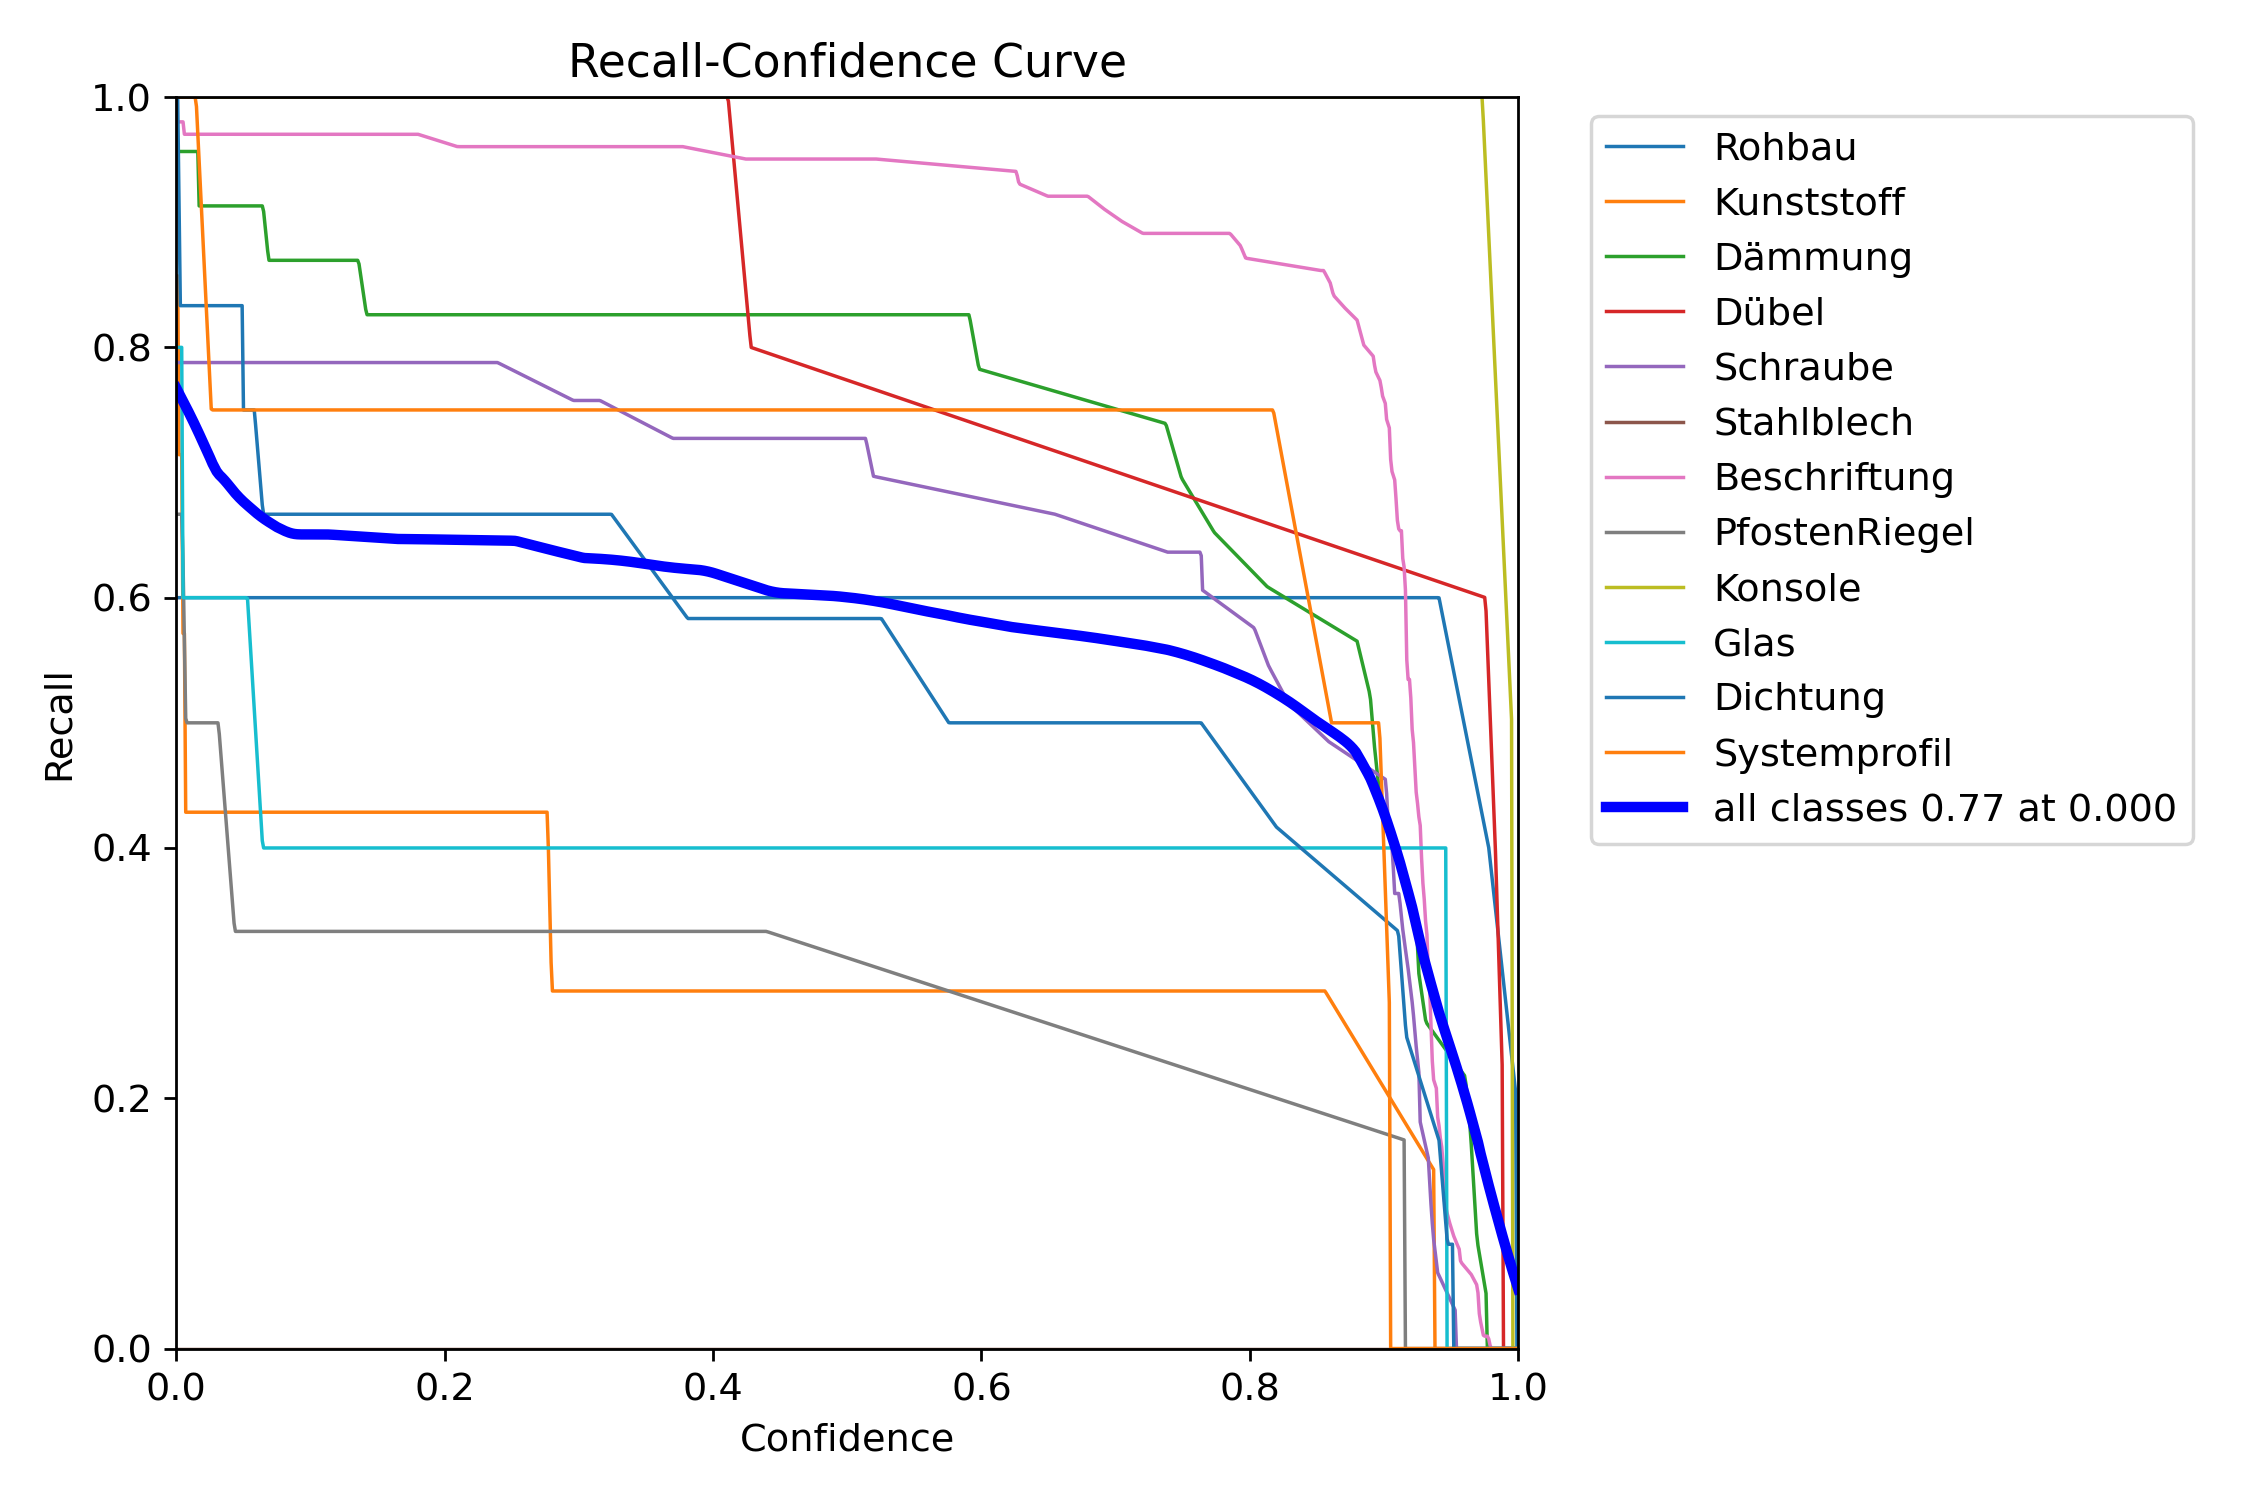 Recall-Confidence Curve
1.0
0.8
0.6
0.4
0.2
0.0
Recall
0.0 0.2 0.4 0.6 0.8 1.0
Confidence
Rohbau
Kunststoff
Dämmung
Dübel
Schraube
Stahlblech
Beschriftung
PfostenRiegel
Konsole
Glas
Dichtung
Systemprofil
all classes 0.77 at 0.000